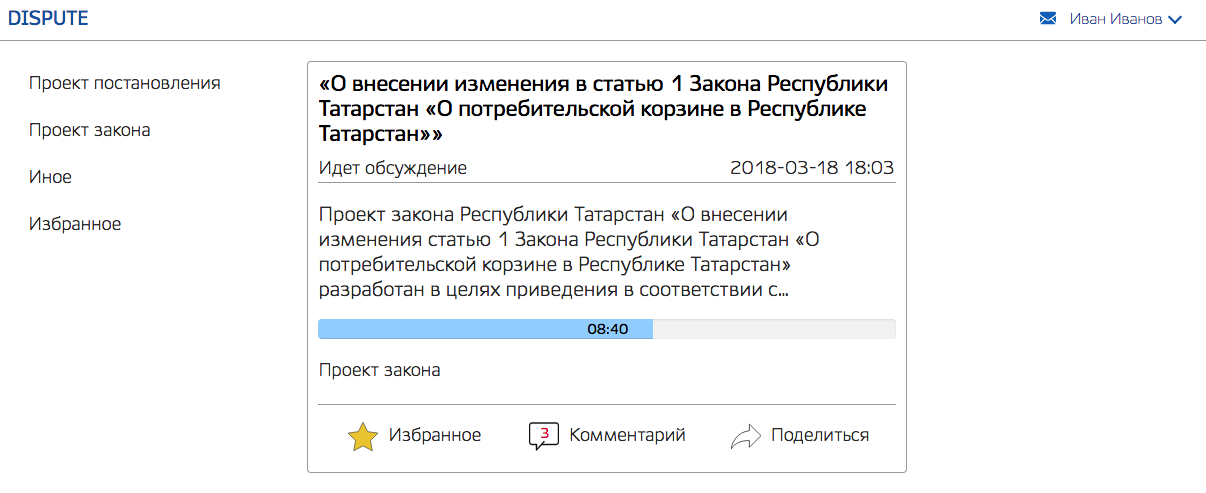 DISPUTE
Иван Иванов
Проект постановления
Проект закона
Иное
Избранное
«О внесении изменения в статью 1 Закона Республики
Татарстан «О потребительской корзине в Республике
Татарстан»»
Идет обсуждение 2018-03-18 18:03
Проект закона Республики Татарстан «О внесении
изменения статью 1 Закона Республики Татарстан «О
потребительской корзине в Республике Татарстан»
разработан в целях приведения в соответствии с...
08:40
Проект закона
Избранное 3 Комментарий Поделиться